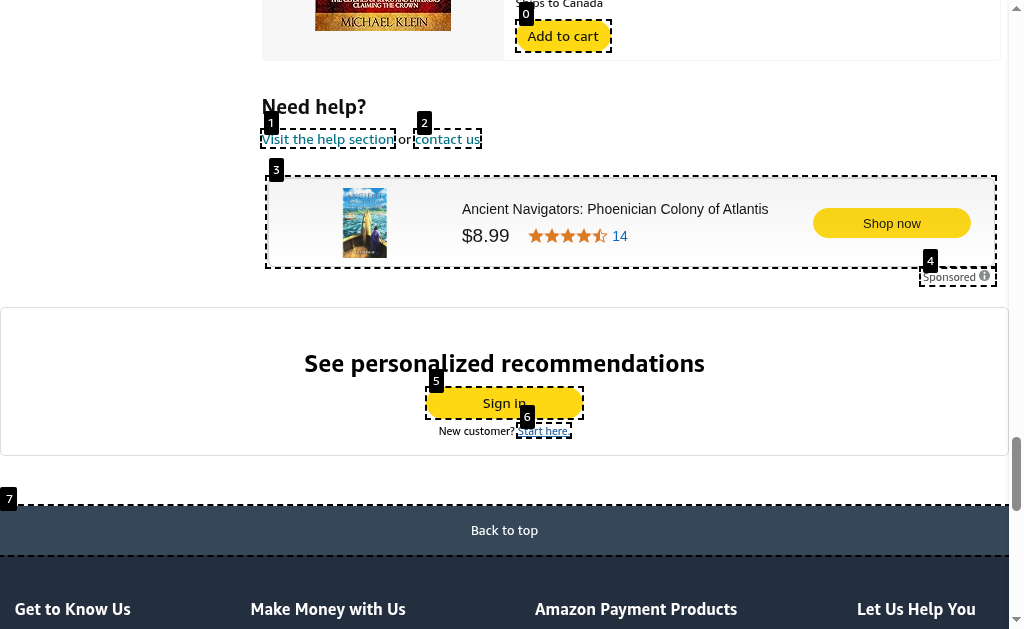 CLAIMING THE CROWN
MICHAEL KLEIN
Ships to Canada
0
Add to cart
Need help?
1
2
Visit the help section or contact us
3
Ancient Navigators: Phoenician Colony of Atlantis
$8.99 14
Shop now
4
Sponsored
See personalized recommendations
5
Sign in
6
New customer? Start here.
7
Back to top
Get to Know Us
Make Money with Us
Amazon Payment Products
Let Us Help You